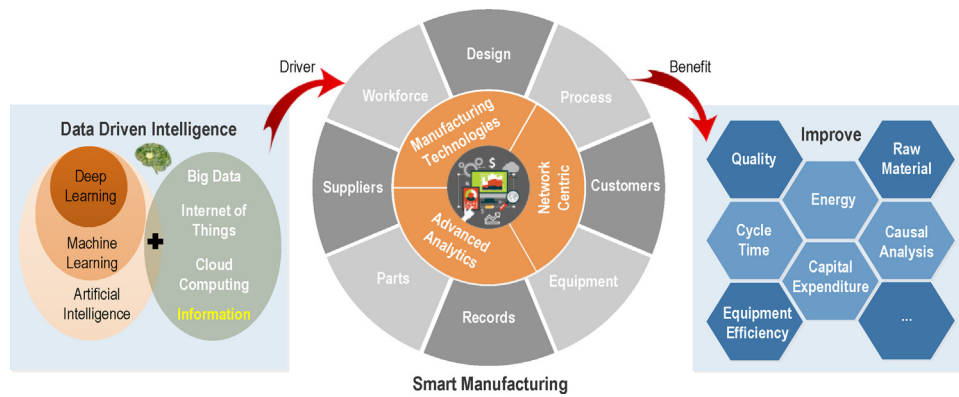 Driver
Benefit
Data Driven Intelligence
Deep
Learning
Machine
Learning
Artificial
Intelligence
+
Big Data
Internet of
Things
Cloud
Computing
Information
Design
Process
Customers
Equipment
Records
Parts
Suppliers
Workforce
Manufacturing
Technologies
Network
Centric
Advanced
Analytics
$
Smart Manufacturing
Improve
Quality
Raw
Material
Energy
Cycle
Time
Causal
Analysis
Capital
Expenditure
Equipment
Efficiency
...